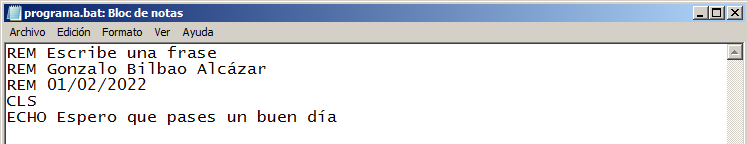 programa.bat: Bloc de notas
Archivo Edición Formato Ver Ayuda
REM Escribe una frase
REM Gonzalo Bilbao Alcázar
REM 01/02/2022
CLS
ECHO Espero que pases un buen día